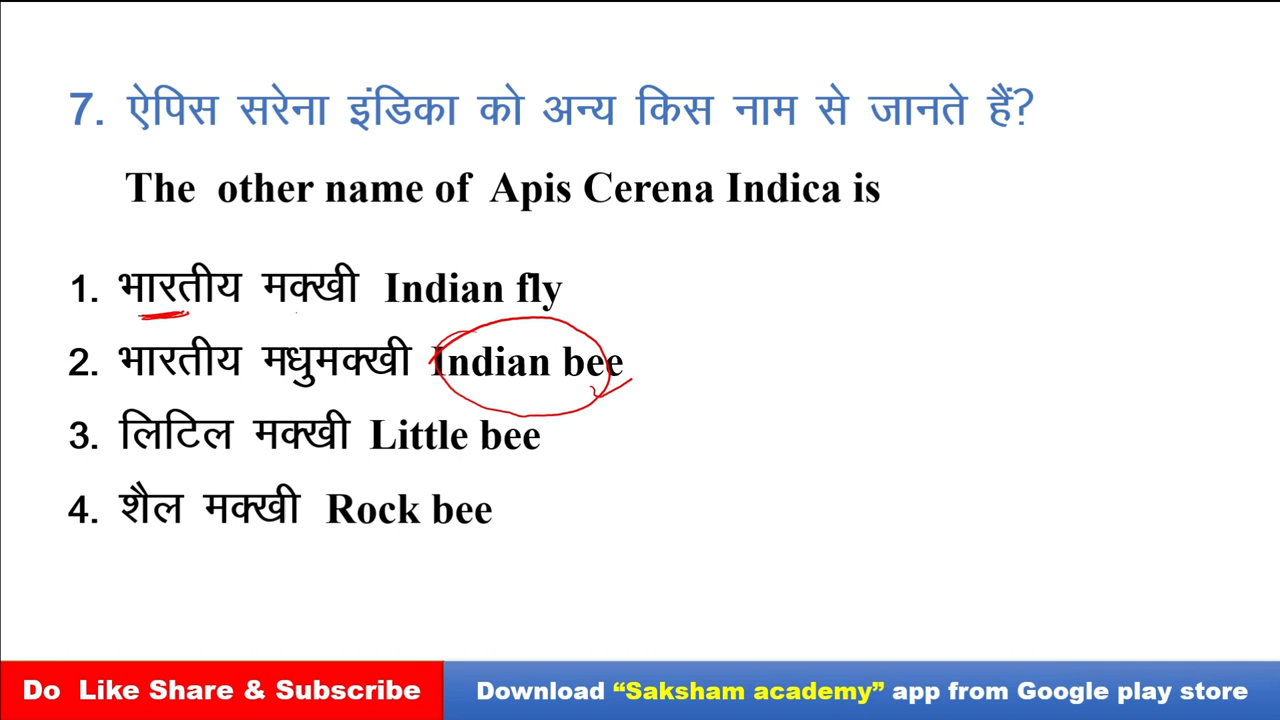 7. ऐपिस सरेना इंडिका को अन्य किस नाम से जानते हैं?
The other name of Apis Cerena Indica is
1. भारतीय मक्खी Indian fly
2. भारतीय मधुमक्खी Indian bee
3. लिटिल मक्खी Little bee
4. शैल मक्खी Rock bee
Do Like Share & Subscribe
Download “Saksham academy” app from Google play store